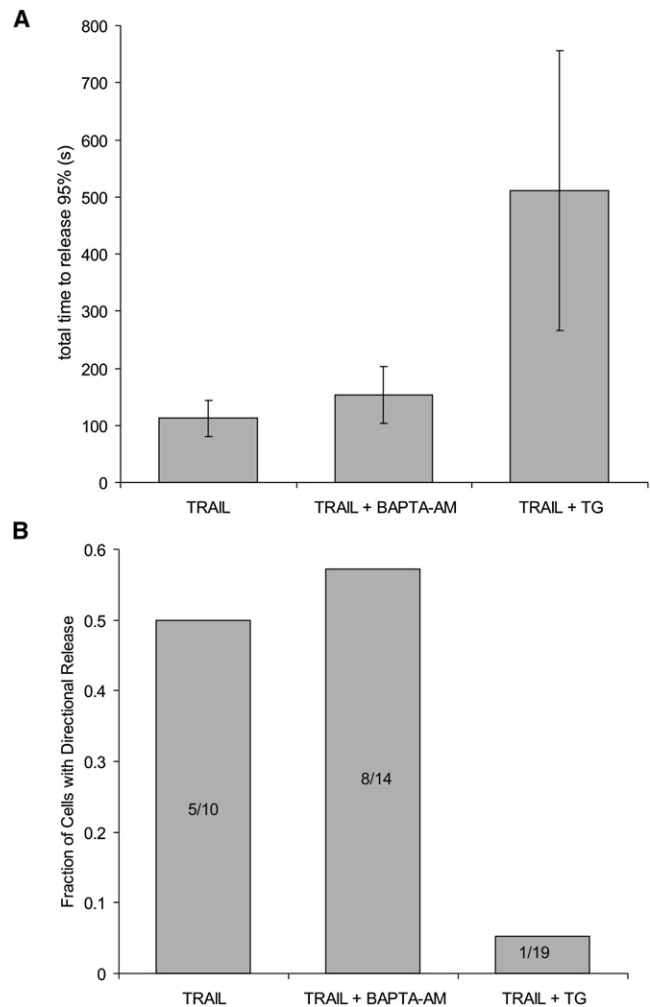 A
total time to release 95% (s)
800
700
600
500
400
300
200
100
0
TRAIL
TRAIL + BAPTA-AM
TRAIL + TG
B
Fraction of Cells with Directional Release
0.6
0.5
0.4
0.3
0.2
0.1
0
5/10
8/14
1/19
TRAIL
TRAIL + BAPTA-AM
TRAIL + TG